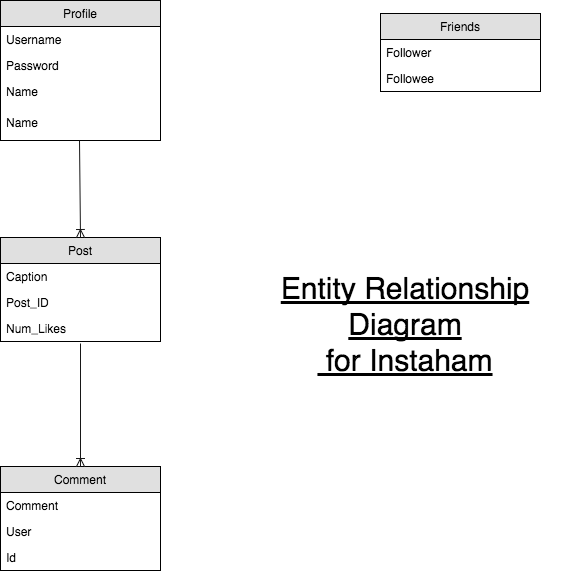 Profile
Username
Password
Name
Name
Friends
Follower
Followee
Post
Caption
Post_ID
Num_Likes
Entity Relationship
Diagram
for Instaham
Comment
Comment
User
Id